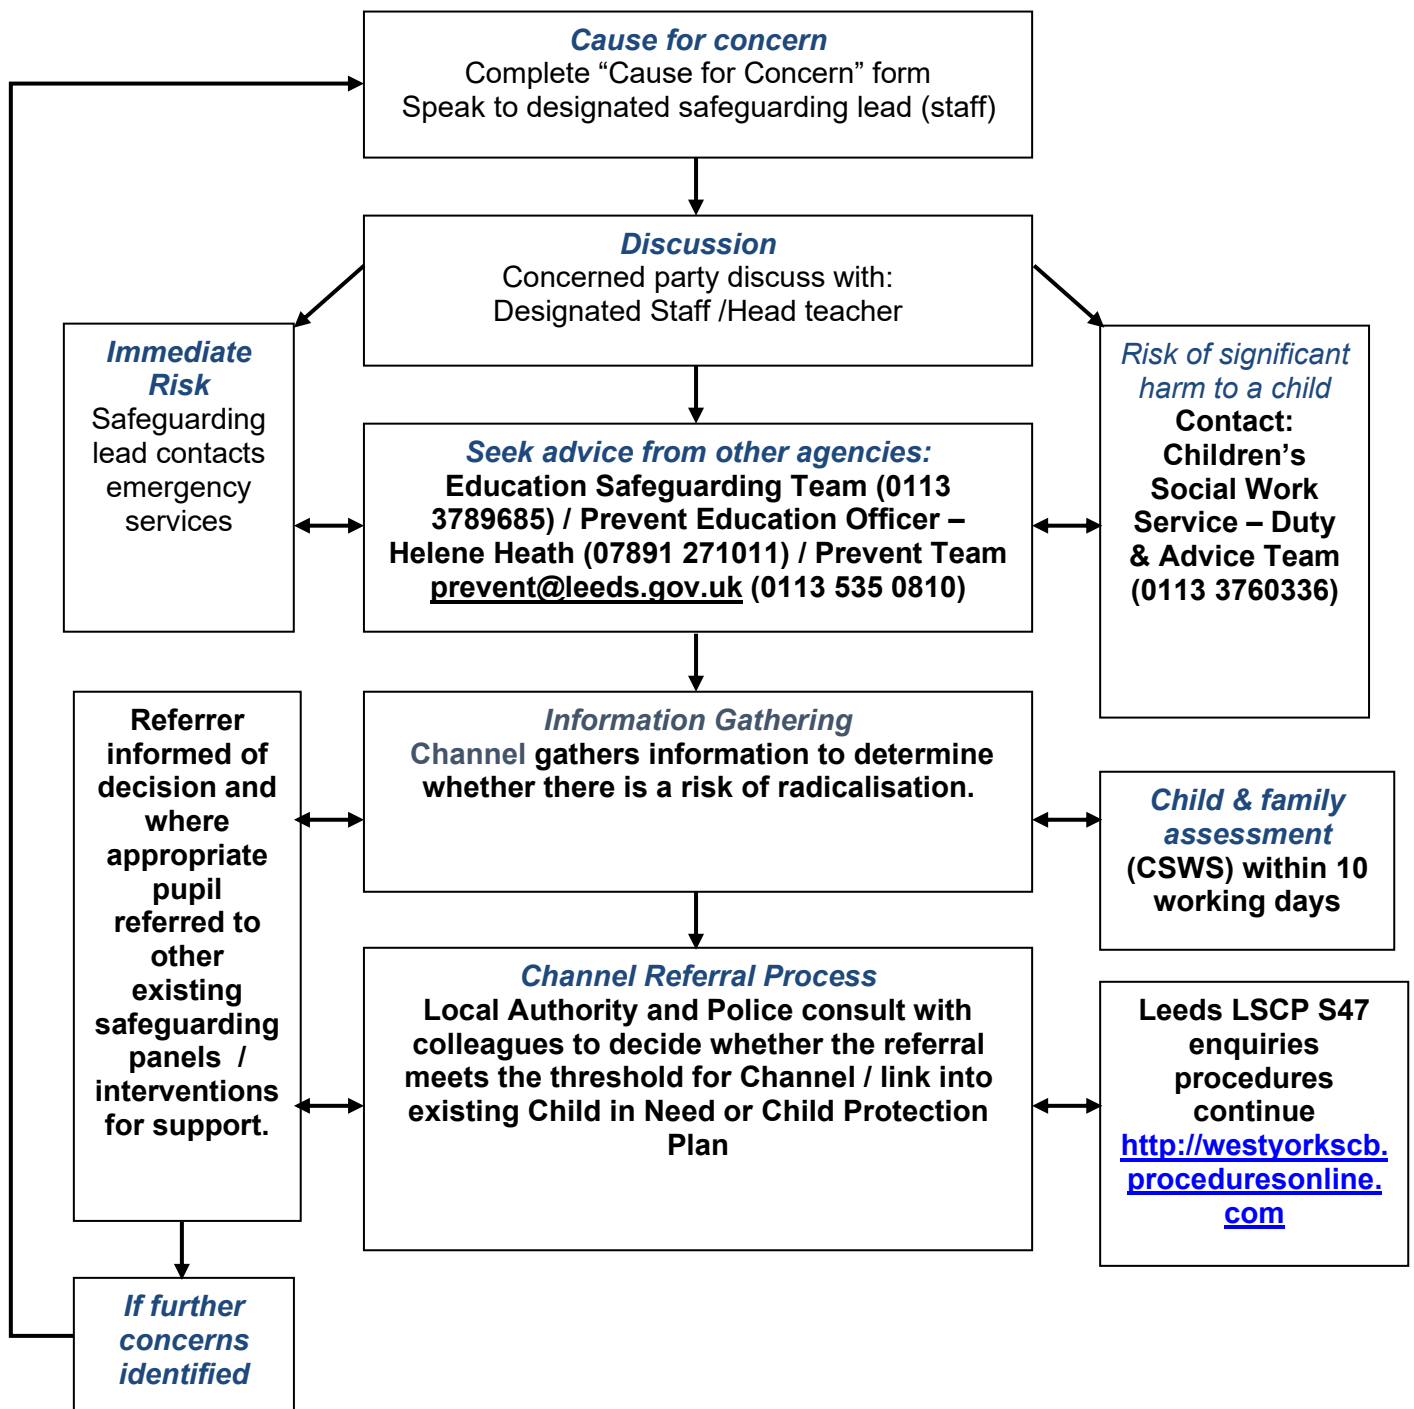 Cause for concern
Complete “Cause for Concern” form
Speak to designated safeguarding lead (staff)
Discussion
Concerned party discuss with:
Designated Staff /Head teacher
Immediate
Risk
Safeguarding
lead contacts
emergency
services
Seek advice from other agencies:
Education Safeguarding Team (0113
3789685) / Prevent Education Officer –
Helene Heath (07891 271011) / Prevent Team
prevent@leeds.gov.uk (0113 535 0810)
Risk of significant
harm to a child
Contact:
Children’s
Social Work
Service – Duty
& Advice Team
(0113 3760336)
Referrer
informed of
decision and
where
appropriate
pupil
referred to
other
existing
safeguarding
panels /
interventions
for support.
Information Gathering
Channel gathers information to determine
whether there is a risk of radicalisation.
Child & family
assessment
(CSWS) within 10
working days
Channel Referral Process
Local Authority and Police consult with
colleagues to decide whether the referral
meets the threshold for Channel / link into
existing Child in Need or Child Protection
Plan
Leeds LSCP S47
enquiries
procedures
continue
http://westyorkscb.
proceduresonline.
com
If further
concerns
identified